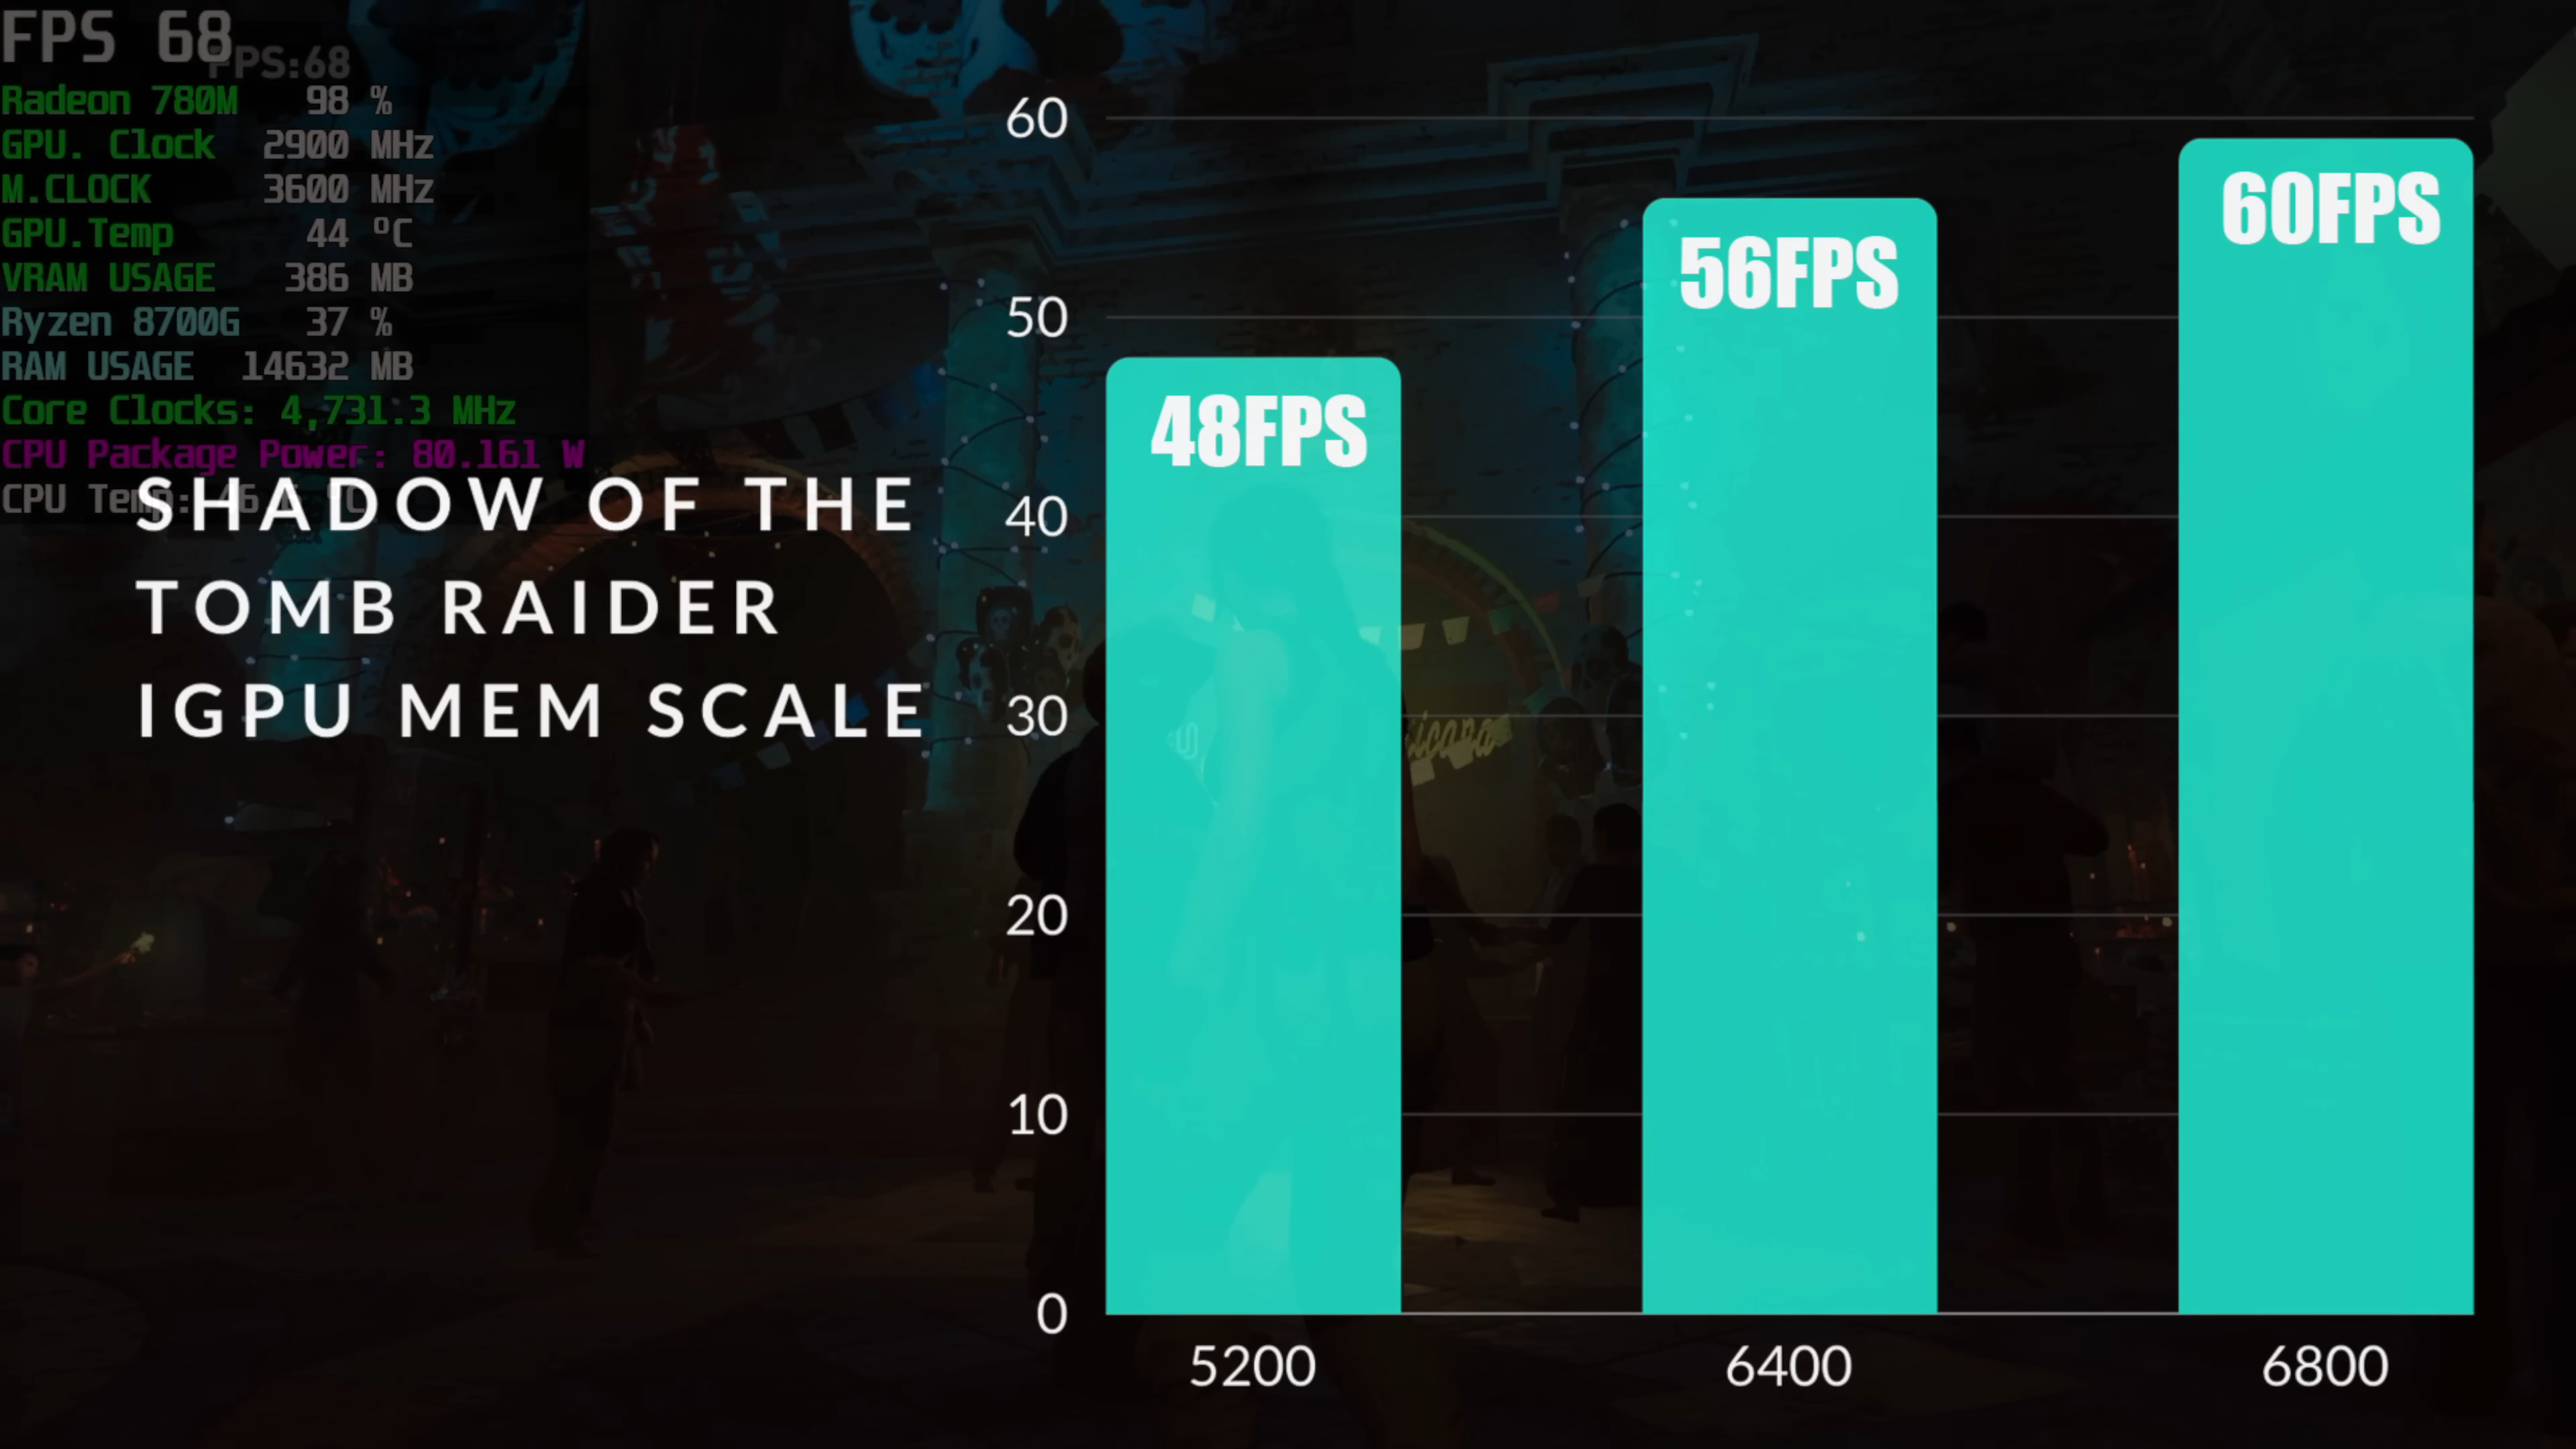 FPS 68
FPS:68
Radeon 780M 98 %
GPU. Clock 2900 MHz
M.CLOCK 3600 MHz
GPU.Temp 44 ºC
VRAM USAGE 386 MB
Ryzen 8700G 37 %
RAM USAGE 14632 MB
Core Clocks: 4,731.3 MHz
CPU Package Power: 80.161 W
CPU Temp:
SHADOW OF THE
TOMB RAIDER
IGPU MEM SCALE
60
50
40
30
20
10
0
48FPS
56FPS
60FPS
5200
6400
6800